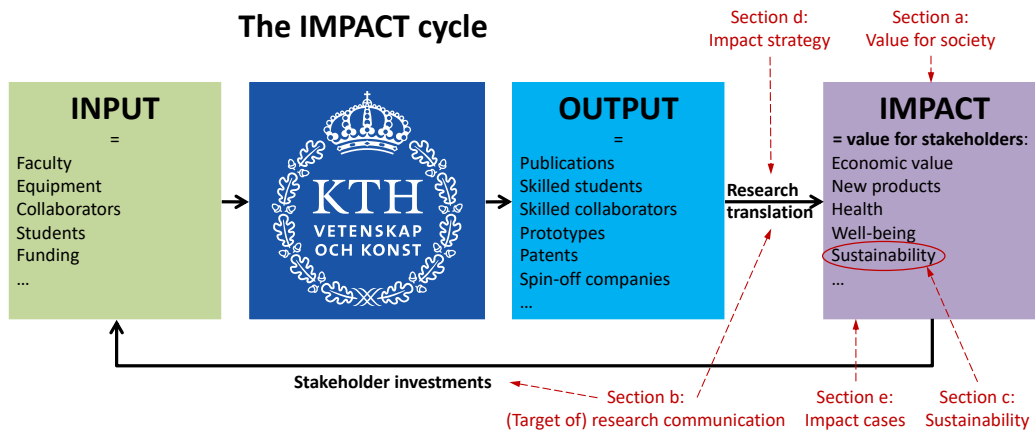 The IMPACT cycle
Section d:
Impact strategy
Section a:
Value for society
INPUT
=
Faculty
Equipment
Collaborators
Students
Funding
...
KTH
VETENSKAP
OCH KONST
OUTPUT
=
Publications
Skilled students
Skilled collaborators
Prototypes
Patents
Spin-off companies
...
Research
translation
IMPACT
= value for stakeholders:
Economic value
New products
Health
Well-being
Sustainability
...
Stakeholder investments
Section b:
(Target of) research communication
Section e:
Impact cases
Section c:
Sustainability